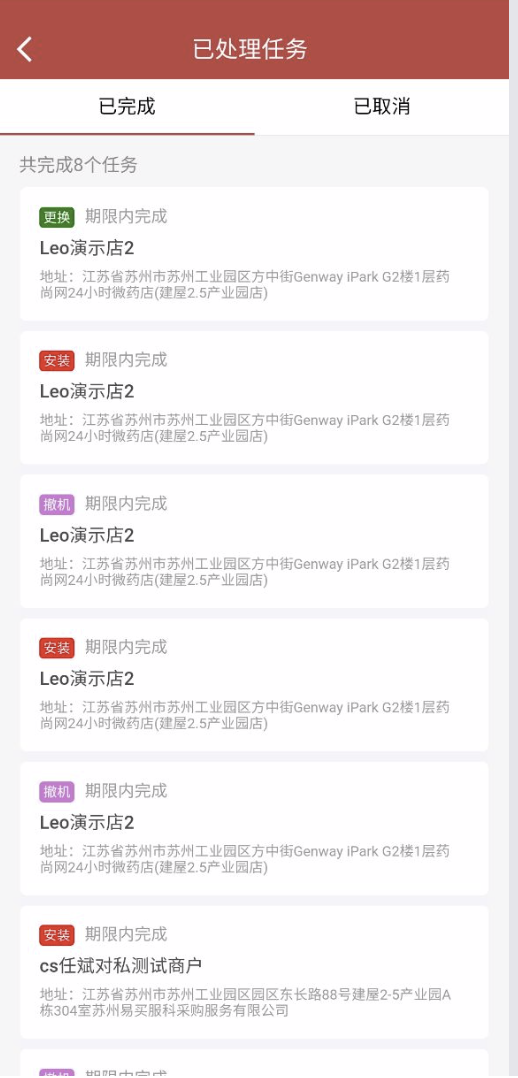 已处理任务
已完成
已取消
共完成8个任务
更换 期限内完成
Leo演示店2
地址：江苏省苏州市苏州工业园区方中街Genway iPark G2楼1层药
尚网24小时微药店(建屋2.5产业园店)
安装 期限内完成
Leo演示店2
地址：江苏省苏州市苏州工业园区方中街Genway iPark G2楼1层药
尚网24小时微药店(建屋2.5产业园店)
撤机 期限内完成
Leo演示店2
地址：江苏省苏州市苏州工业园区方中街Genway iPark G2楼1层药
尚网24小时微药店(建屋2.5产业园店)
安装 期限内完成
Leo演示店2
地址：江苏省苏州市苏州工业园区方中街Genway iPark G2楼1层药
尚网24小时微药店(建屋2.5产业园店)
撤机 期限内完成
Leo演示店2
地址：江苏省苏州市苏州工业园区方中街Genway iPark G2楼1层药
尚网24小时微药店(建屋2.5产业园店)
安装 期限内完成
cs任斌对私测试商户
地址：江苏省苏州市苏州工业园区园区东长路88号建屋2-5产业园A
栋304室苏州易买服科采购服务有限公司
撤机 期限内完成